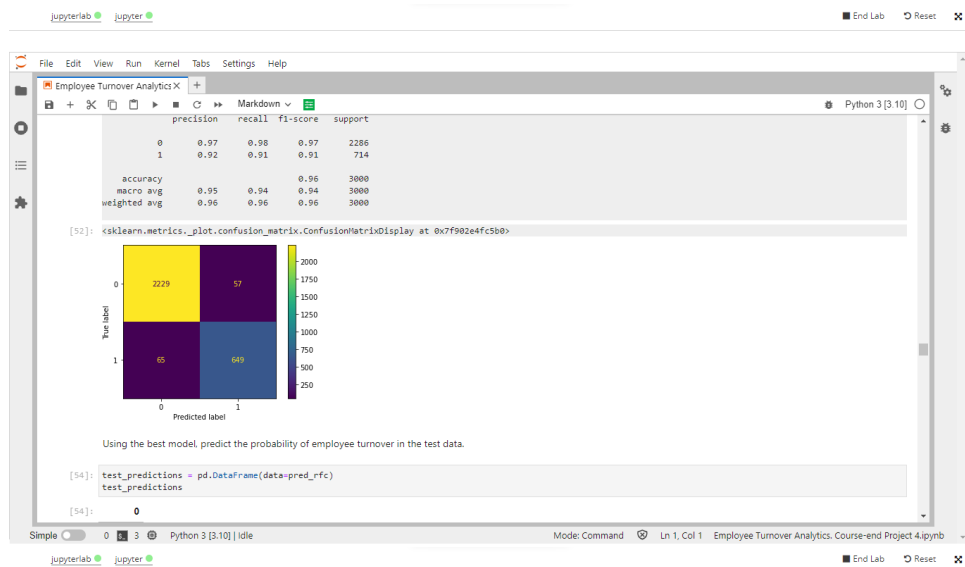 jupyterlab jupyter End Lab Reset
File Edit View Run Kernel Tabs Settings Help
Employee Turnover Analytics
Markdown Python 3 [3.10]
precision recall f1-score support
0 0.97 0.98 0.97 2286
1 0.92 0.91 0.91 714
accuracy 0.96 3000
macro avg 0.95 0.94 0.94 3000
weighted avg 0.96 0.96 0.96 3000
[52]: <sklearn.metrics._plot.confusion_matrix.ConfusionMatrixDisplay at 0x7f902e4fc5b0>
2000
0 2229 57 1750
1500
1250
True label
1000
750
1 65 649 500
250
0 1
Predicted label
Using the best model, predict the probability of employee turnover in the test data.
[54]: test_predictions = pd.DataFrame(data=pred_rfc)
test_predictions
[54]: 0
Simple 0 3 Python 3 [3.10] | Idle Mode: Command Ln 1, Col 1 Employee Turnover Analytics. Course-end Project 4.ipynb
jupyterlab jupyter End Lab Reset